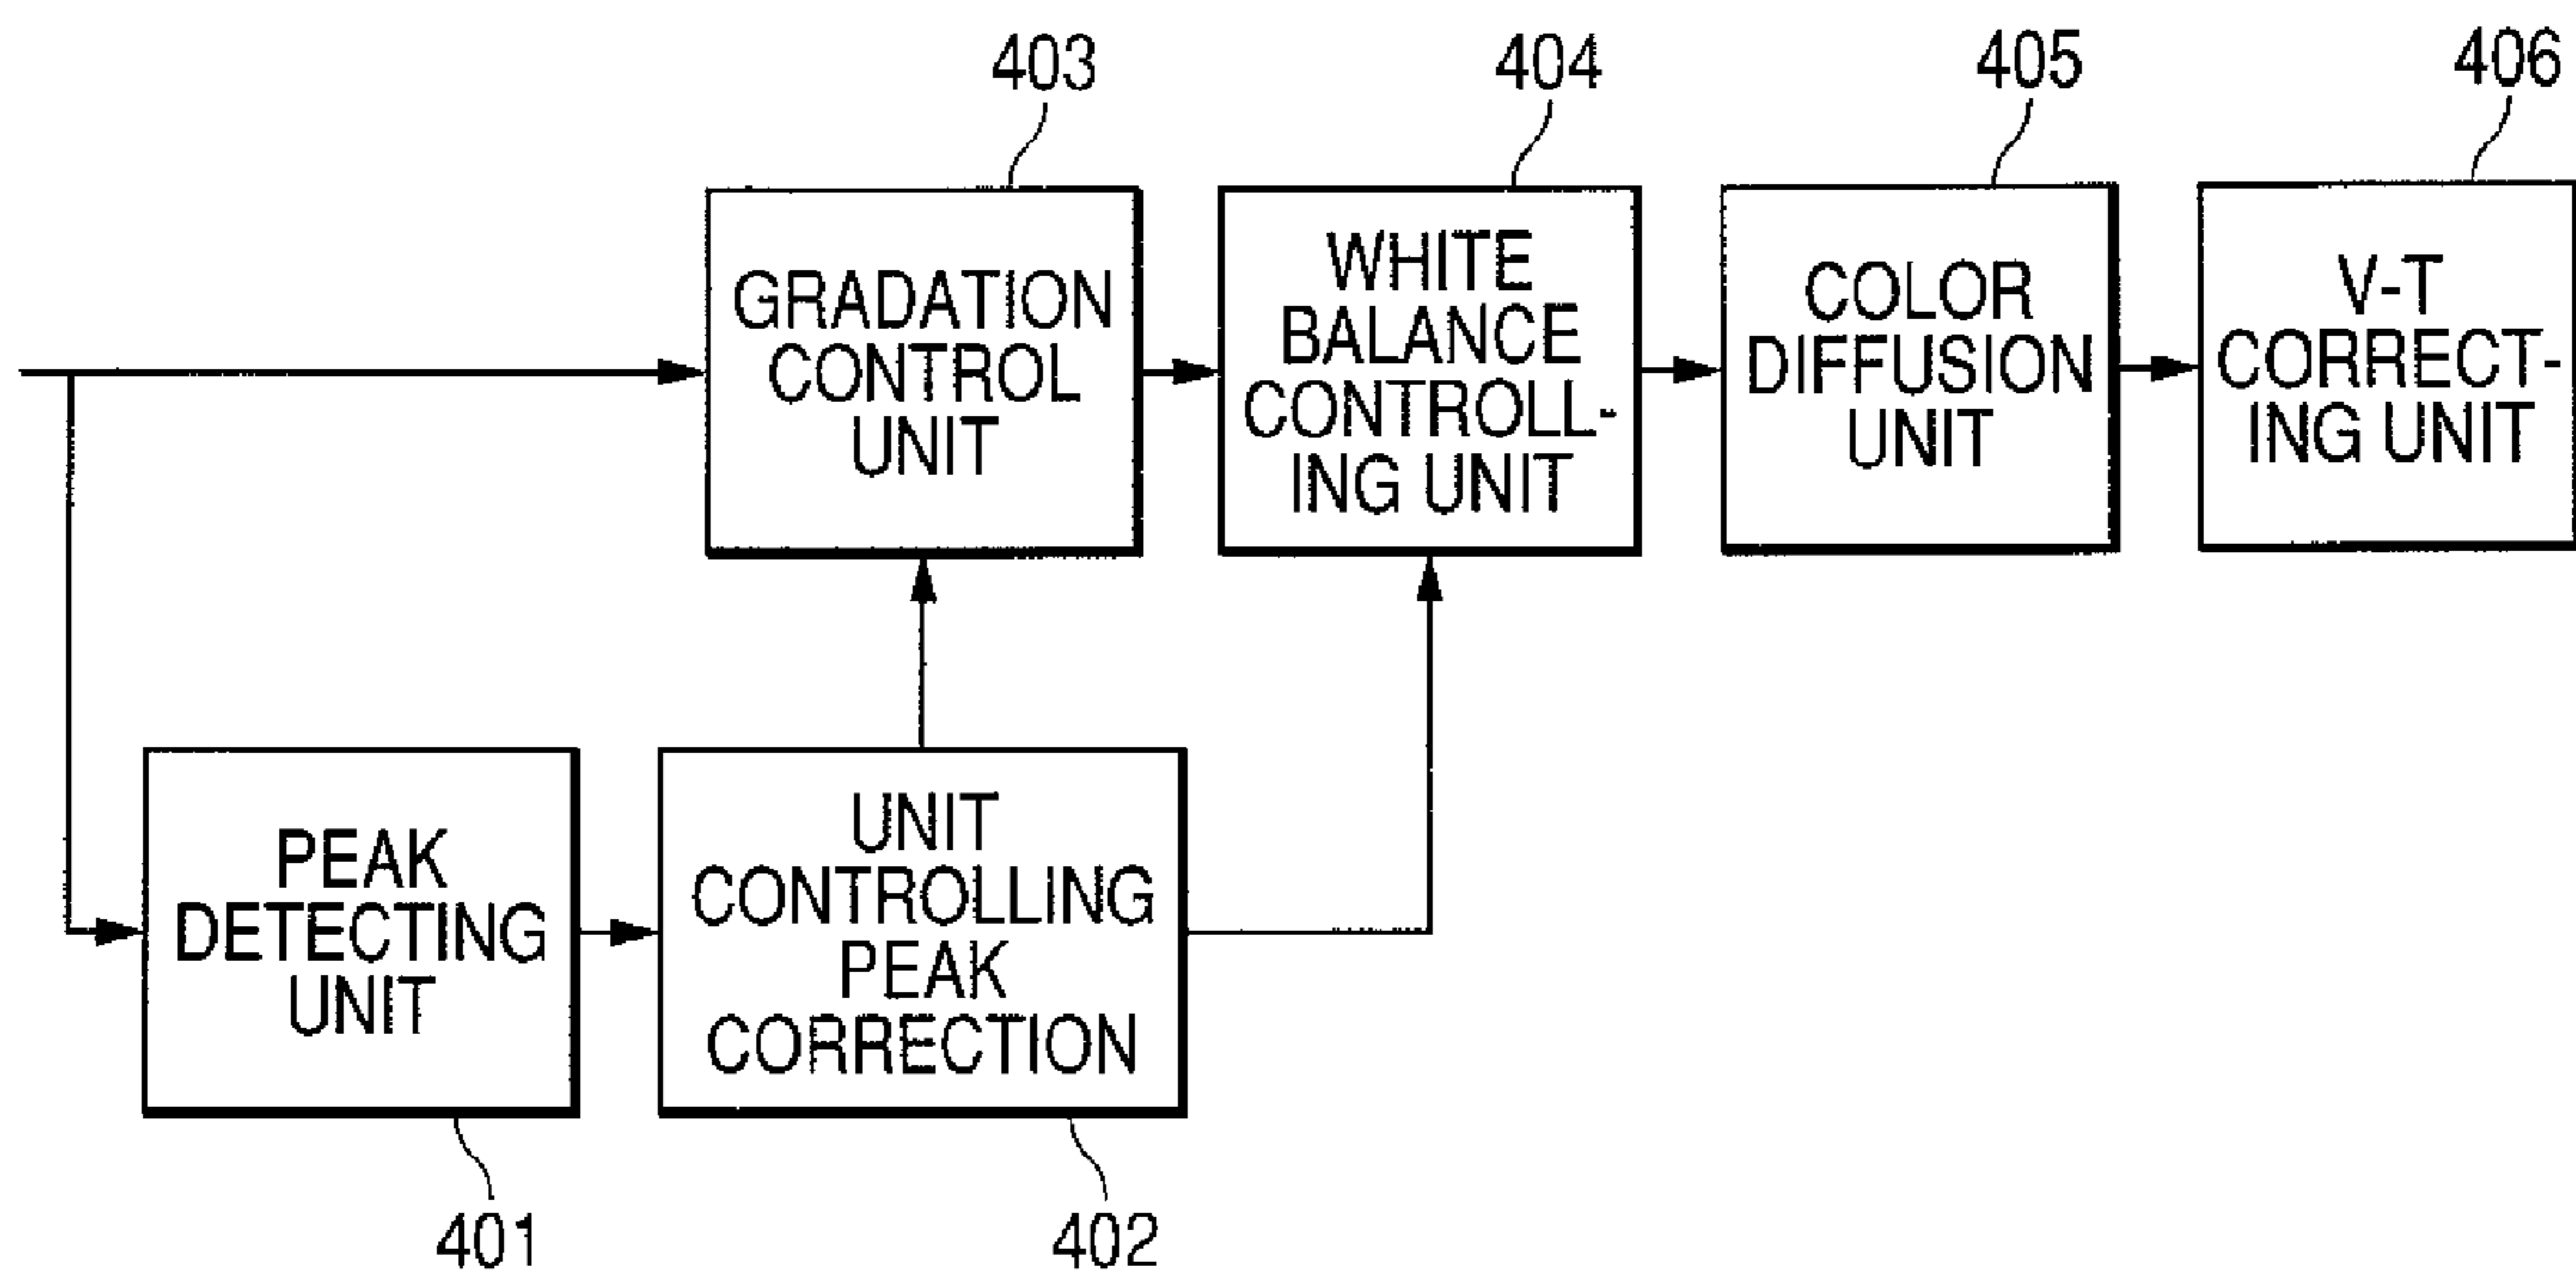 403
404
405
406
GRADATION
CONTROL
UNIT
WHITE
BALANCE
CONTROLL-
ING UNIT
COLOR
DIFFUSION
UNIT
V-T
CORRECT-
ING UNIT
PEAK
DETECTING
UNIT
UNIT
CONTROLLING
PEAK
CORRECTION
401
402